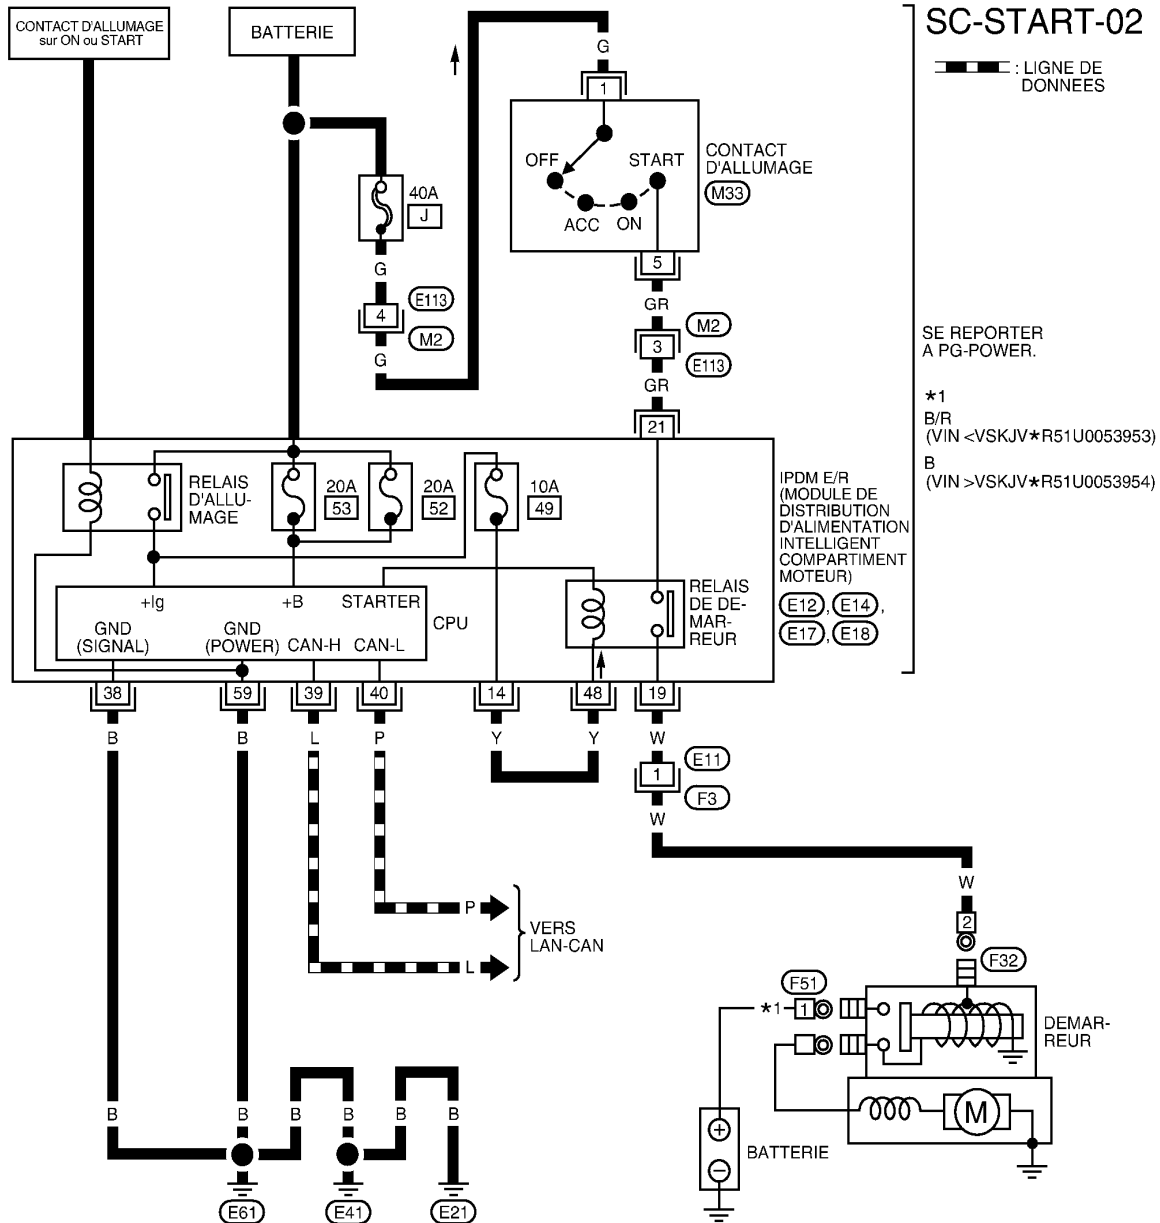 CONTACT D'ALLUMAGE
sur ON ou START
BATTERIE
SC-START-02
: LIGNE DE
DONNEES
G
1
OFF
START
ACC
ON
CONTACT
D'ALLUMAGE
M33
40A
J
G
4
E113
M2
G
5
GR
M2
3
E113
GR
21
SE REPORTER
A PG-POWER.
*1
B/R
(VIN <VSKJV*R51U0053953)
B
(VIN >VSKJV*R51U0053954)
RELAIS
D'ALLU-
MAGE
20A
53
20A
52
10A
49
IPDM E/R
(MODULE DE
DISTRIBUTION
D'ALIMENTATION
INTELLIGENT
COMPARTIMENT
MOTEUR)
E12, E14,
E17, E18
+Ig
+B
STARTER
GND
(SIGNAL)
GND
(POWER)
CAN-H
CAN-L
CPU
RELAIS
DE DE-
MAR-
REUR
38
59
39
40
14
48
19
B
B
L
P
Y
Y
W
1
E11
F3
W
W
P
L
VERS
LAN-CAN
2
F32
F51
*1
1
DEMAR-
REUR
M
BATTERIE
B
B
B
B
B
B
E61
E41
E21